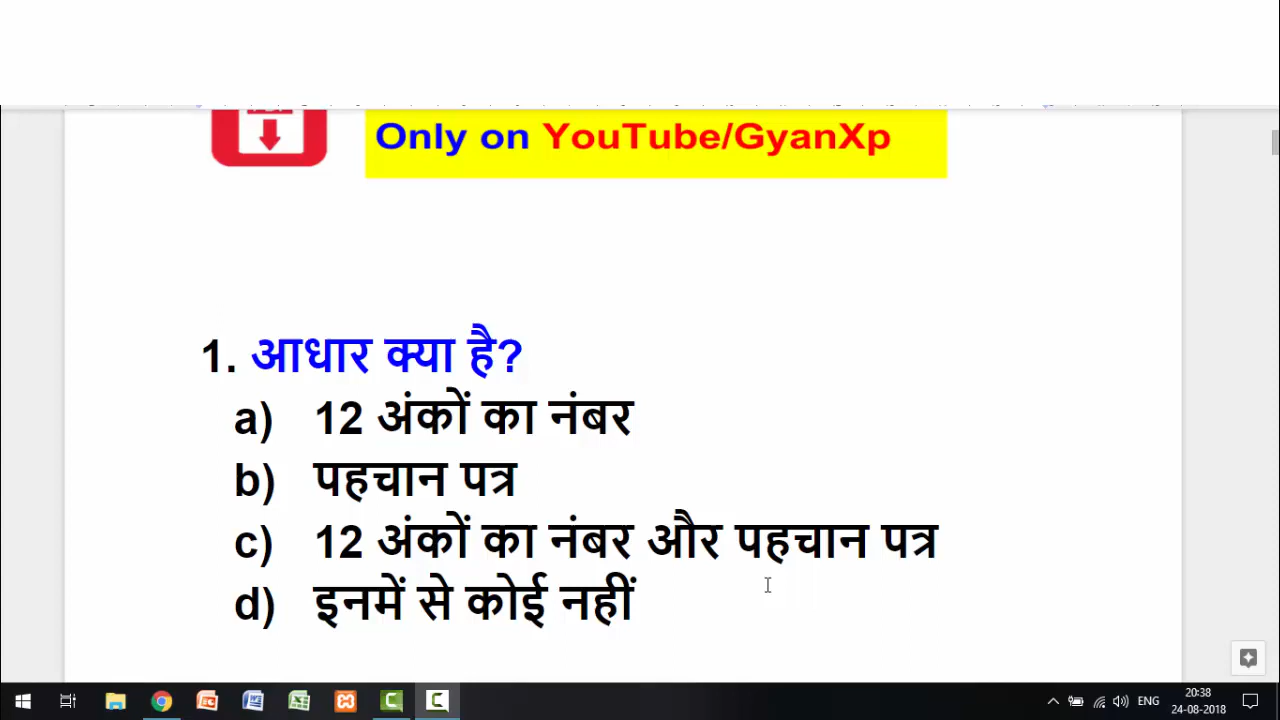 Only on YouTube/GyanXp
1. आधार क्या है?
a) 12 अंकों का नंबर
b) पहचान पत्र
c) 12 अंकों का नंबर और पहचान पत्र
d) इनमें से कोई नहीं
ENG
20:38
24-08-2018